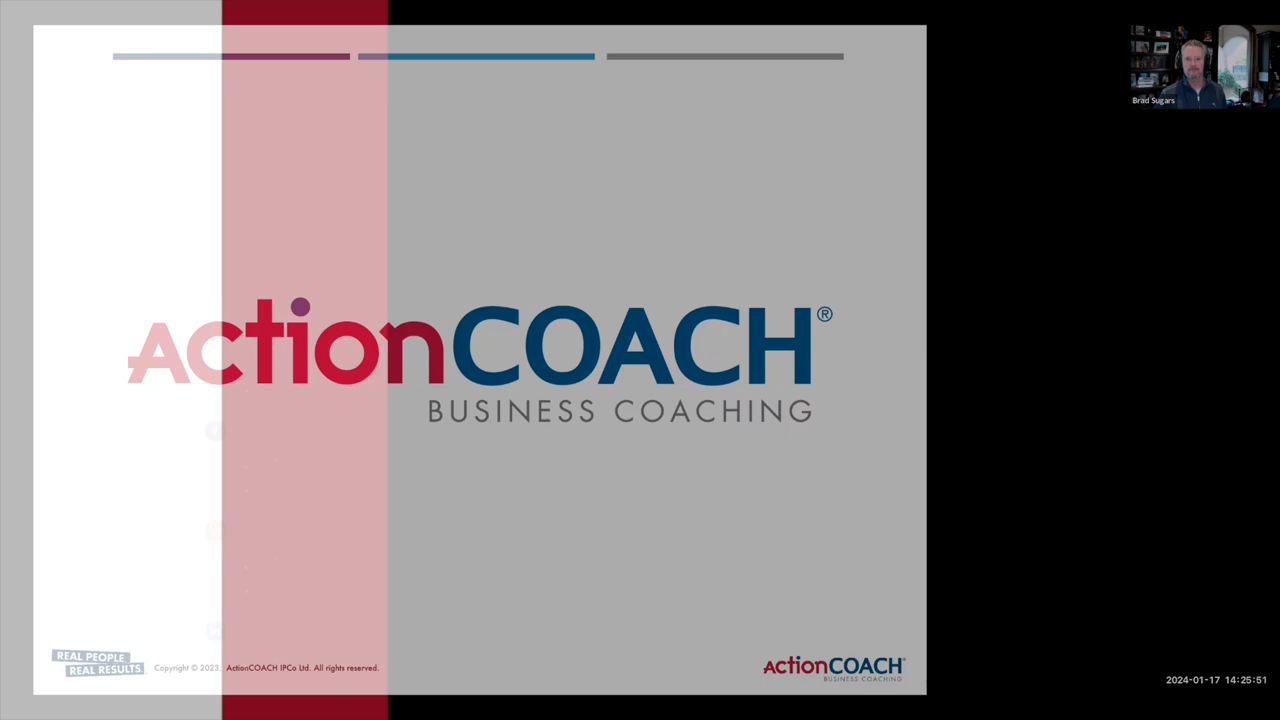 Brad Sugars
ActionCOACH®
BUSINESS COACHING
REAL PEOPLE
REAL RESULTS
Copyright © 2023. ActionCOACH IPCo Ltd. All rights reserved.
ActionCOACH®
BUSINESS COACHING
2024-01-17 14:25:51